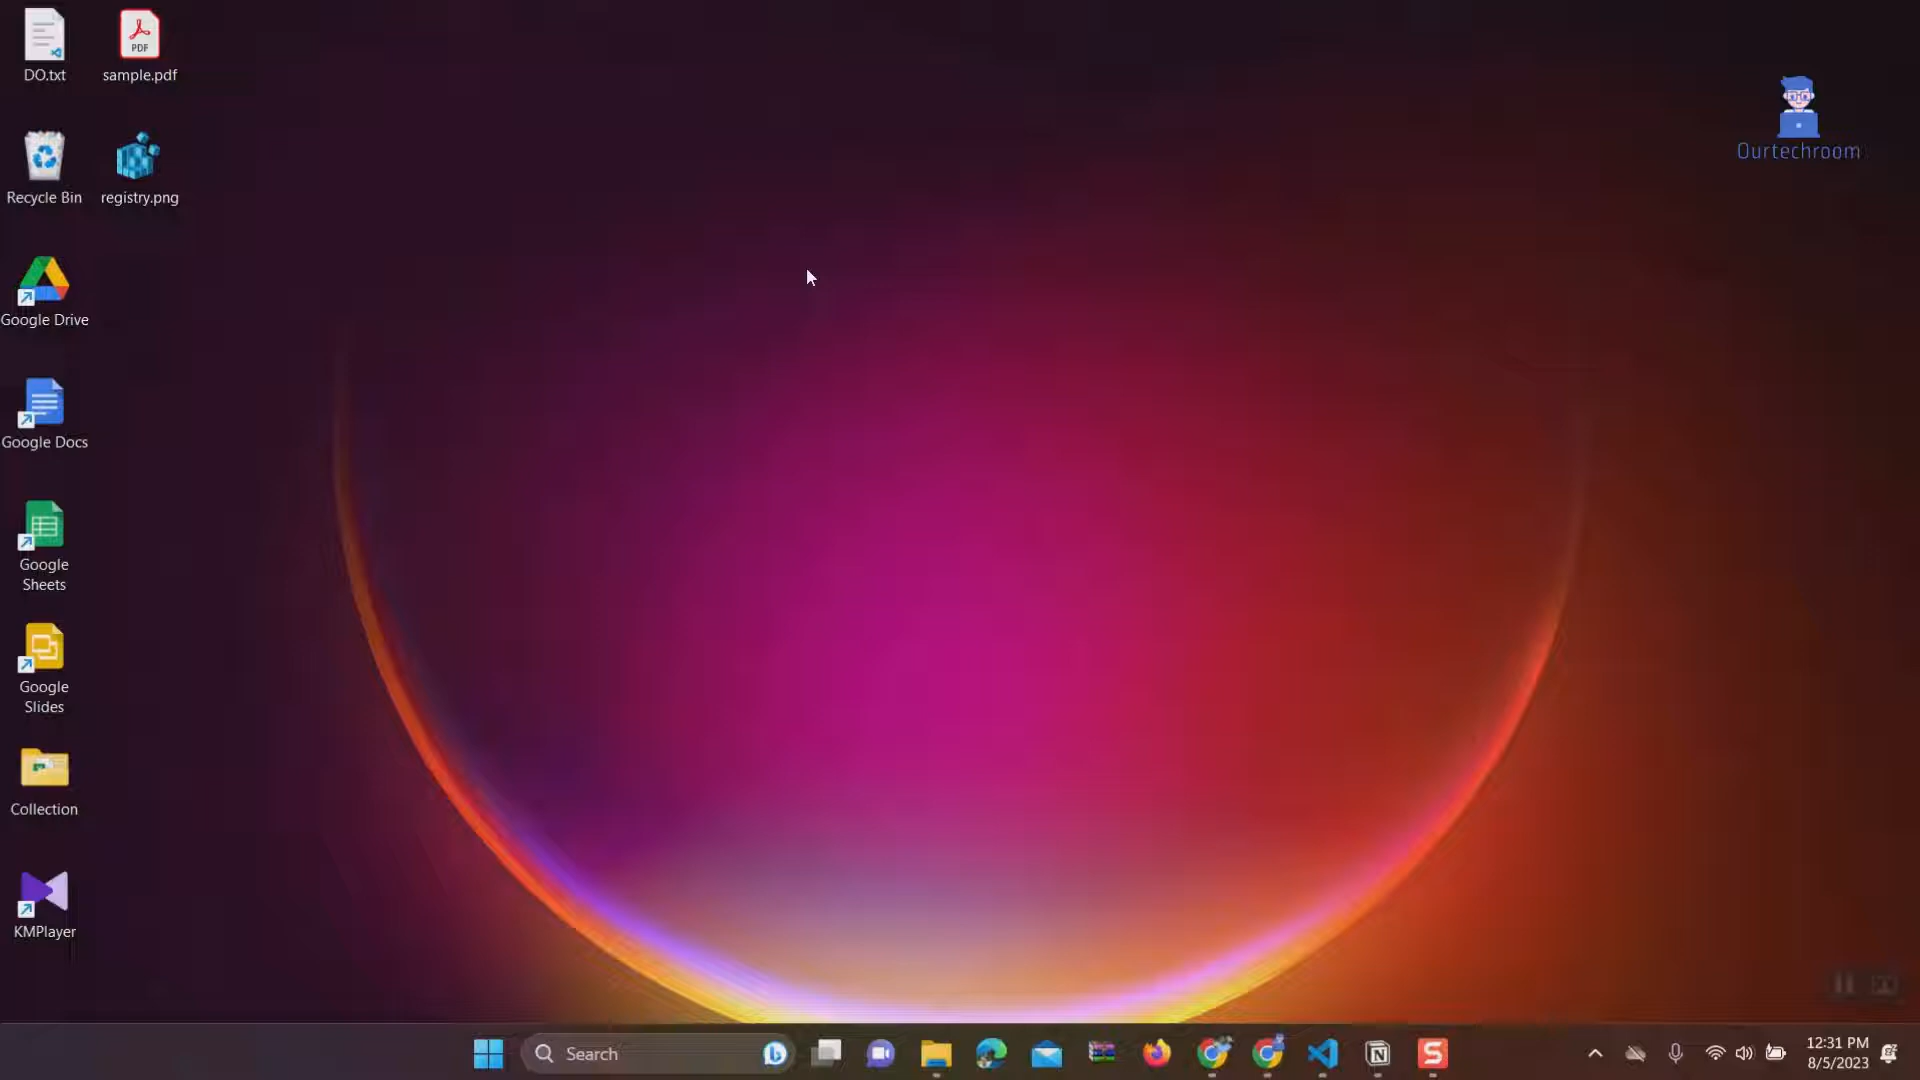 DO.txt
sample.pdf
PDF
Recycle Bin
registry.png
Google Drive
Google Docs
Google
Sheets
Google
Slides
Collection
KMPlayer
Ourtechroom
Search
12:31 PM
8/5/2023